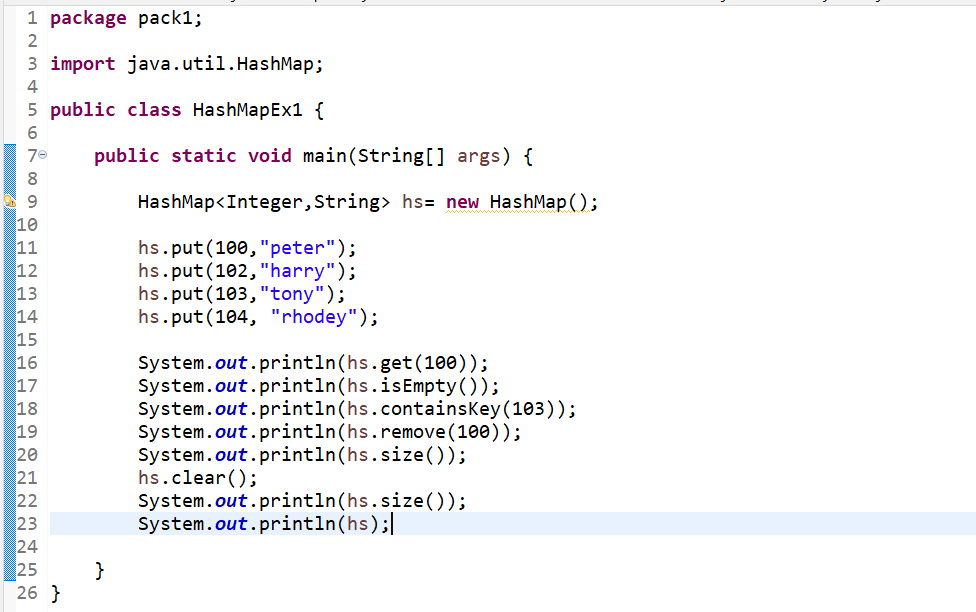 1 package pack1;
2
3 import java.util.HashMap;
4
5 public class HashMapEx1 {
6
7     public static void main(String[] args) {
8
9         HashMap<Integer,String> hs= new HashMap();
10
11         hs.put(100,"peter");
12         hs.put(102,"harry");
13         hs.put(103,"tony");
14         hs.put(104, "rhodey");
15
16         System.out.println(hs.get(100));
17         System.out.println(hs.isEmpty());
18         System.out.println(hs.containsKey(103));
19         System.out.println(hs.remove(100));
20         System.out.println(hs.size());
21         hs.clear();
22         System.out.println(hs.size());
23         System.out.println(hs);
24
25     }
26 }